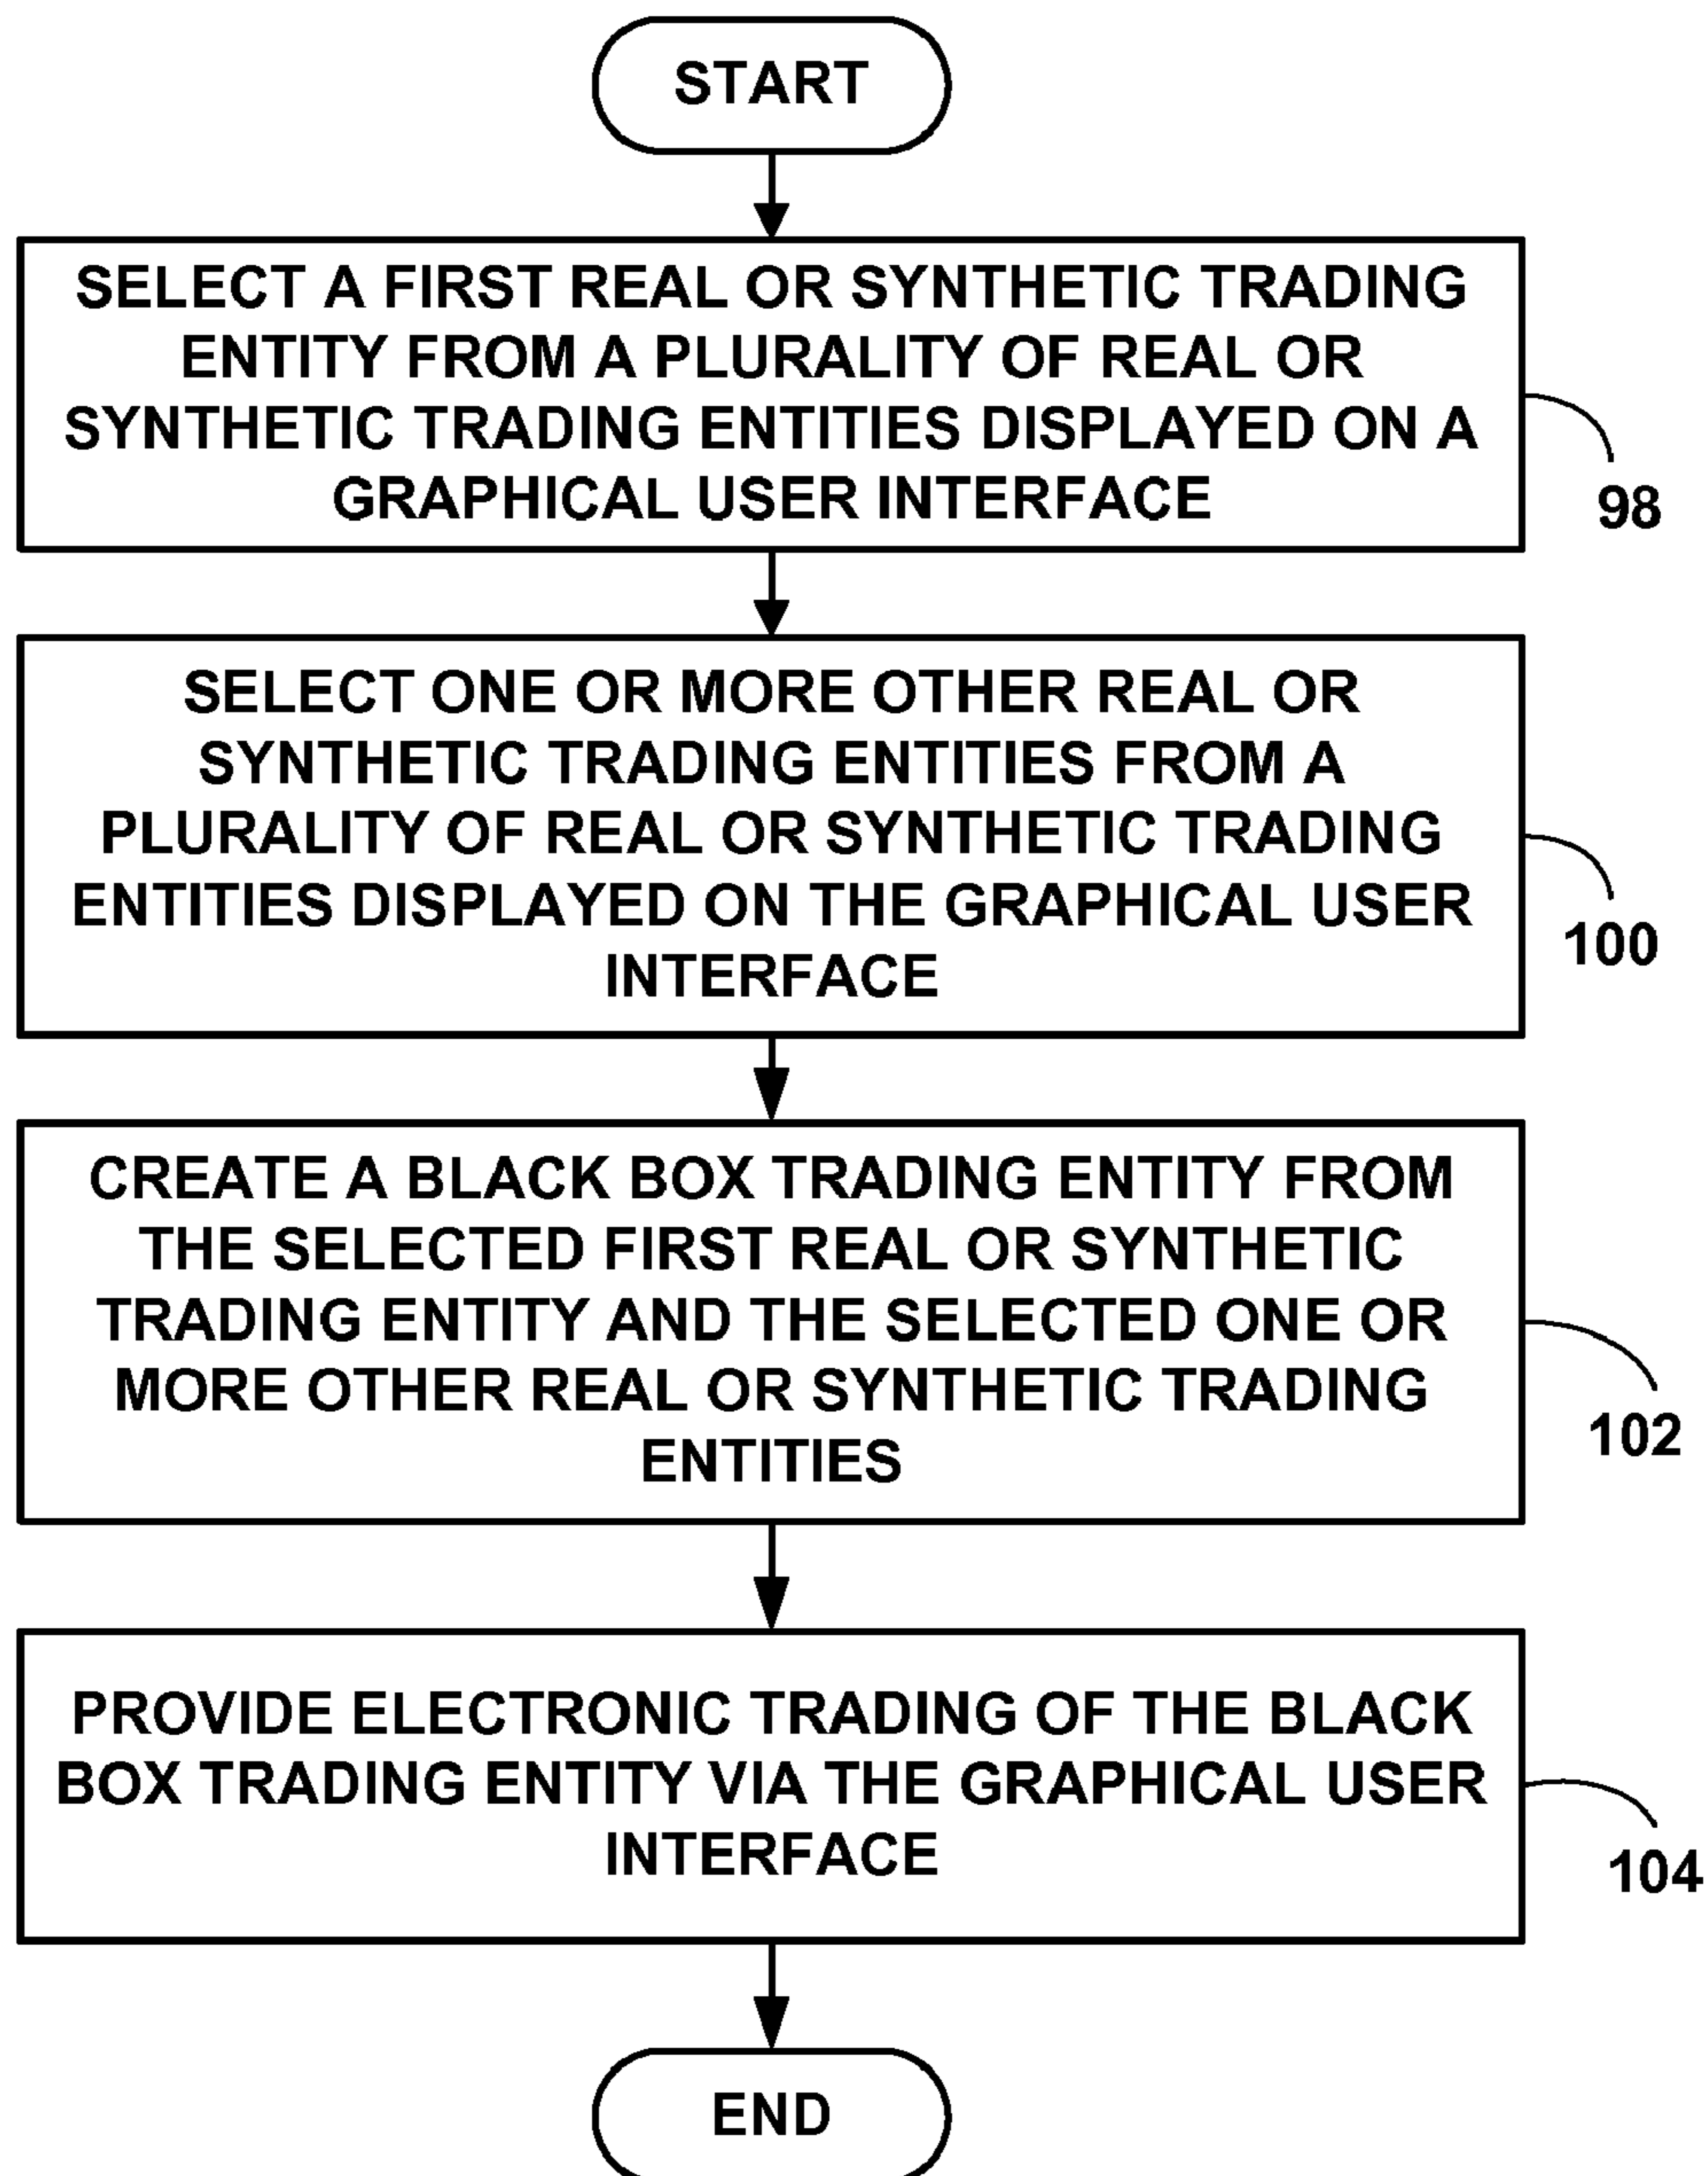 START
SELECT A FIRST REAL OR SYNTHETIC TRADING
ENTITY FROM A PLURALITY OF REAL OR
SYNTHETIC TRADING ENTITIES DISPLAYED ON A
GRAPHICAL USER INTERFACE
98
SELECT ONE OR MORE OTHER REAL OR
SYNTHETIC TRADING ENTITIES FROM A
PLURALITY OF REAL OR SYNTHETIC TRADING
ENTITIES DISPLAYED ON THE GRAPHICAL USER
INTERFACE
100
CREATE A BLACK BOX TRADING ENTITY FROM
THE SELECTED FIRST REAL OR SYNTHETIC
TRADING ENTITY AND THE SELECTED ONE OR
MORE OTHER REAL OR SYNTHETIC TRADING
ENTITIES
102
PROVIDE ELECTRONIC TRADING OF THE BLACK
BOX TRADING ENTITY VIA THE GRAPHICAL USER
INTERFACE
104
END